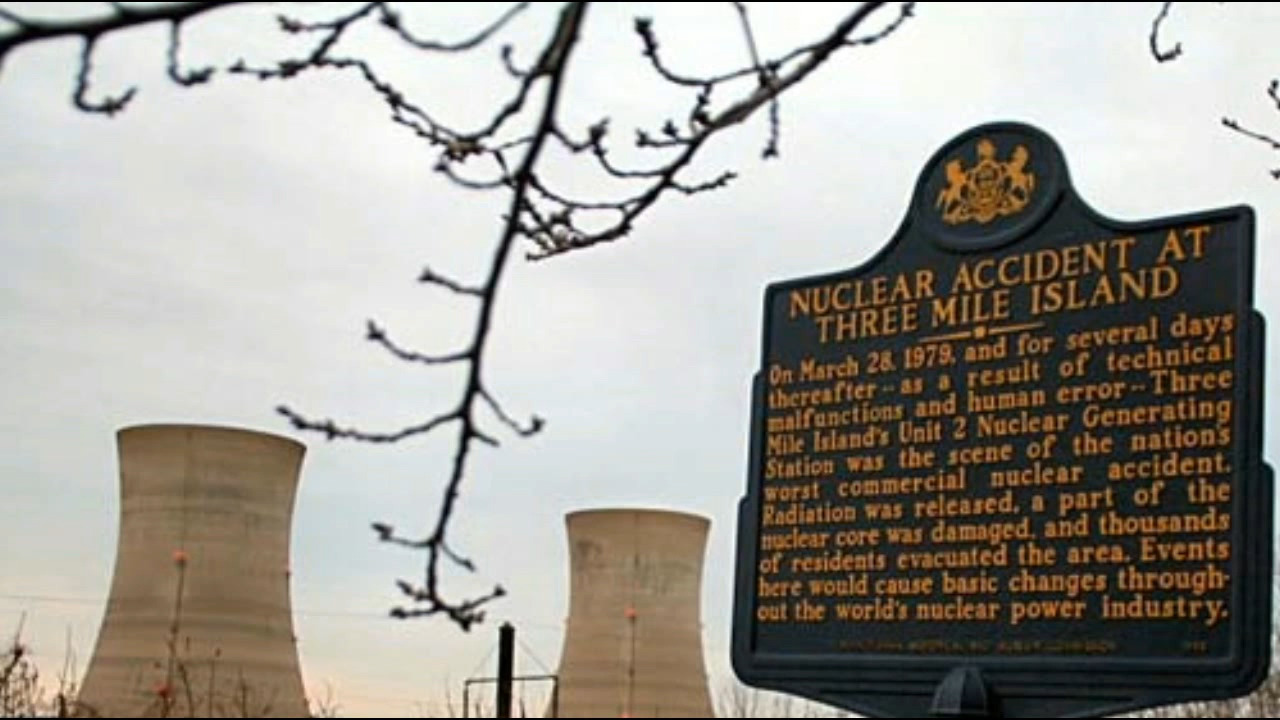 NUCLEAR ACCIDENT AT
THREE MILE ISLAND
On March 28, 1979, and for several days
thereafter -- as a result of technical
malfunctions and human error -- Three
Mile Island's Unit 2 Nuclear Generating
Station was the scene of the nation's
worst commercial nuclear accident.
Radiation was released, a part of the
nuclear core was damaged, and thousands
of residents evacuated the area. Events
here would cause basic changes through-
out the world's nuclear power industry.